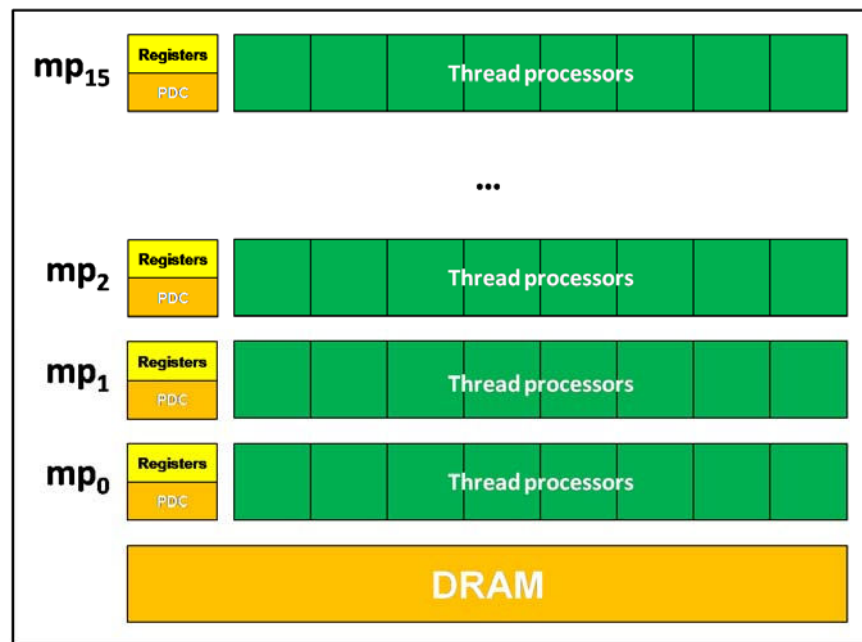 mp15
Registers
PDC
Thread processors
...
mp2
Registers
PDC
Thread processors
mp1
Registers
PDC
Thread processors
mp0
Registers
PDC
Thread processors
DRAM